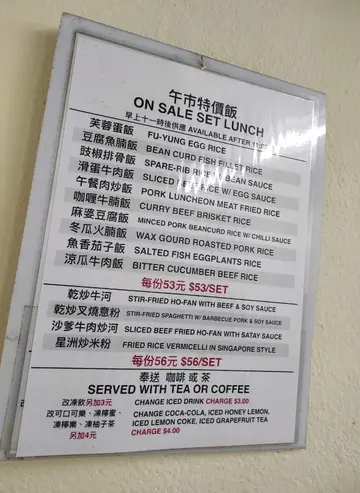 午市特價飯
ON SALE SET LUNCH
早上十一時後供應 AVAILABLE AFTER 11:00
芙蓉蛋飯 FU-YUNG EGG RICE
豆腐魚腩飯 BEAN CURD FISH FILLET RICE
豉椒排骨飯 SPARE-RIB RICE BEAN SAUCE
滑蛋牛肉飯 SLICED RICE W/ EGG SAUCE
午餐肉炒飯 PORK LUNCHEON MEAT FRIED RICE
咖喱牛腩飯 CURRY BEEF BRISKET RICE
麻婆豆腐飯 MINCED PORK BEANCURD RICE W/ CHILLI SAUCE
冬瓜火腩飯 WAX GOURD ROASTED PORK RICE
魚香茄子飯 SALTED FISH EGGPLANTS RICE
涼瓜牛肉飯 BITTER CUCUMBER BEEF RICE
每份53元 $53/SET
乾炒牛河 STIR-FRIED HO-FAN WITH BEEF & SOY SAUCE
乾炒叉燒意粉 STIR-FRIED SPAGHETTI W/ BARBECUE PORK & SOY SAUCE
沙爹牛肉炒河 SLICED BEEF FRIED HO-FAN WITH SATAY SAUCE
星洲炒米粉 FRIED RICE VERMICELLI IN SINGAPORE STYLE
每份56元 $56/SET
奉送 咖啡 或 茶
SERVED WITH TEA OR COFFEE
改凍飲另加3元 CHANGE ICED DRINK CHARGE $3.00
改可口可樂、凍檸蜜、 CHANGE COCA-COLA, ICED HONEY LEMON,
凍檸樂、凍柚子茶 ICED LEMON COKE, ICED GRAPEFRUIT TEA
另加4元 CHARGE $4.00